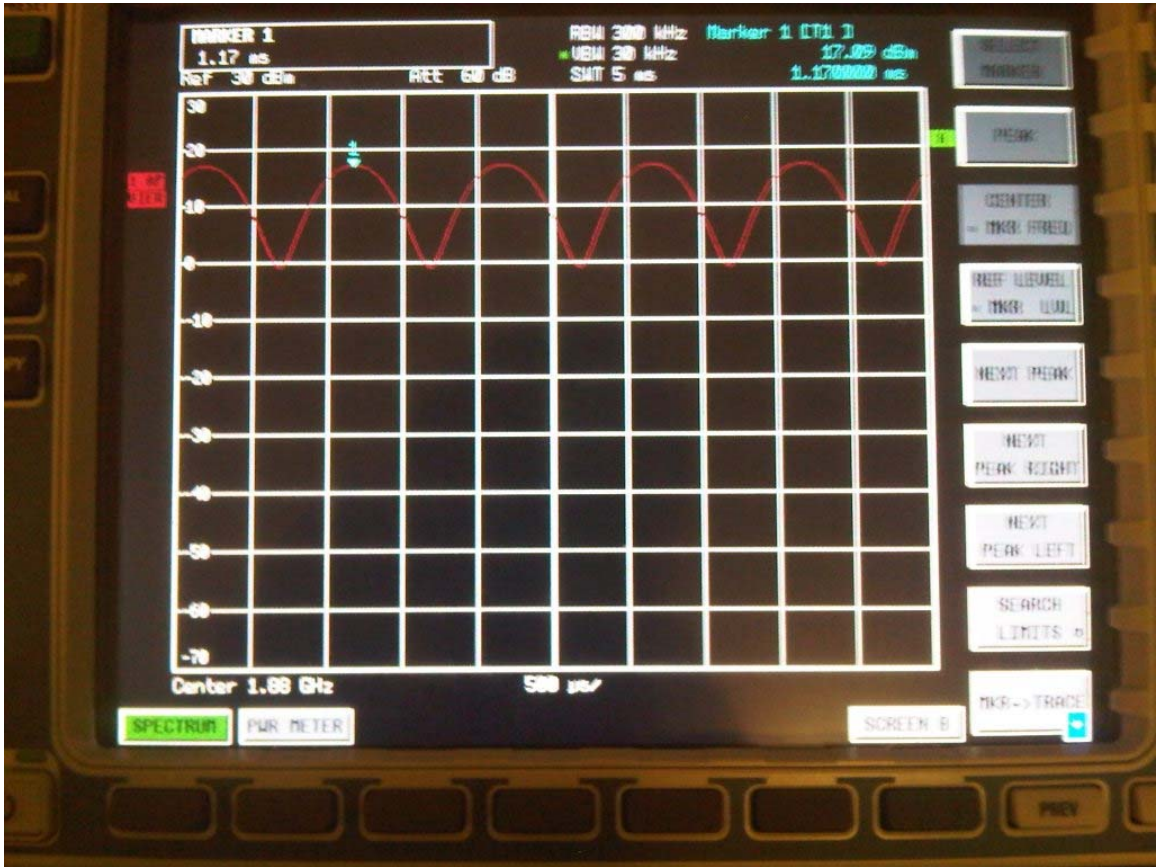 MARKER 1
1.17 ms
RBW 300 kHz
VBW 30 kHz
SWT 5 ms
Marker 1 [T1 ]
17.09 dBm
1.170000 ms
Ref 30 dBm
Att 60 dB
30
20
10
0
-10
-20
-30
-40
-50
-60
-70
Center 1.88 GHz
500 µs/
SELECT
MARKER
PEAK
CENTER
= MKR FREQ
REF LEVEL
= MKR LVL
NEXT PEAK
NEXT
PEAK RIGHT
NEXT
PEAK LEFT
SEARCH
LIMITS
MKR->TRACE
SPECTRUM
PWR METER
SCREEN B
PREV